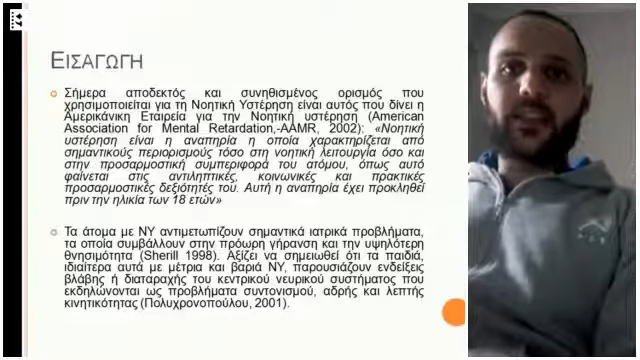 ΕΙΣΑΓΩΓΗ
Σήμερα αποδεκτός και συνηθισμένος ορισμός που
χρησιμοποιείται για τη Νοητική Υστέρηση είναι αυτός που δίνει η
Αμερικάνικη Εταιρεία για την Νοητική υστέρηση (American
Association for Mental Retardation,-AAMR, 2002): «Νοητική
υστέρηση είναι η αναπηρία η οποία χαρακτηρίζεται από
σημαντικούς περιορισμούς τόσο στη νοητική λειτουργία όσο και
στην προσαρμοστική συμπεριφορά του ατόμου, όπως αυτό
φαίνεται στις αντιληπτικές, κοινωνικές και πρακτικές
προσαρμοστικές δεξιότητές του. Αυτή η αναπηρία έχει προκληθεί
πριν την ηλικία των 18 ετών»
Τα άτομα με ΝΥ αντιμετωπίζουν σημαντικά ιατρικά προβλήματα,
τα οποία συμβάλλουν στην πρόωρη γήρανση και την υψηλότερη
θνησιμότητα (Sherill 1998). Αξίζει να σημειωθεί ότι τα παιδιά,
ιδιαίτερα αυτά με μέτρια και βαριά ΝΥ, παρουσιάζουν ενδείξεις
βλάβης ή διαταραχής του κεντρικού νευρικού συστήματος που
εκδηλώνονται ως προβλήματα συντονισμού, αδρής και λεπτής
κινητικότητας (Πολυχρονοπούλου, 2001).